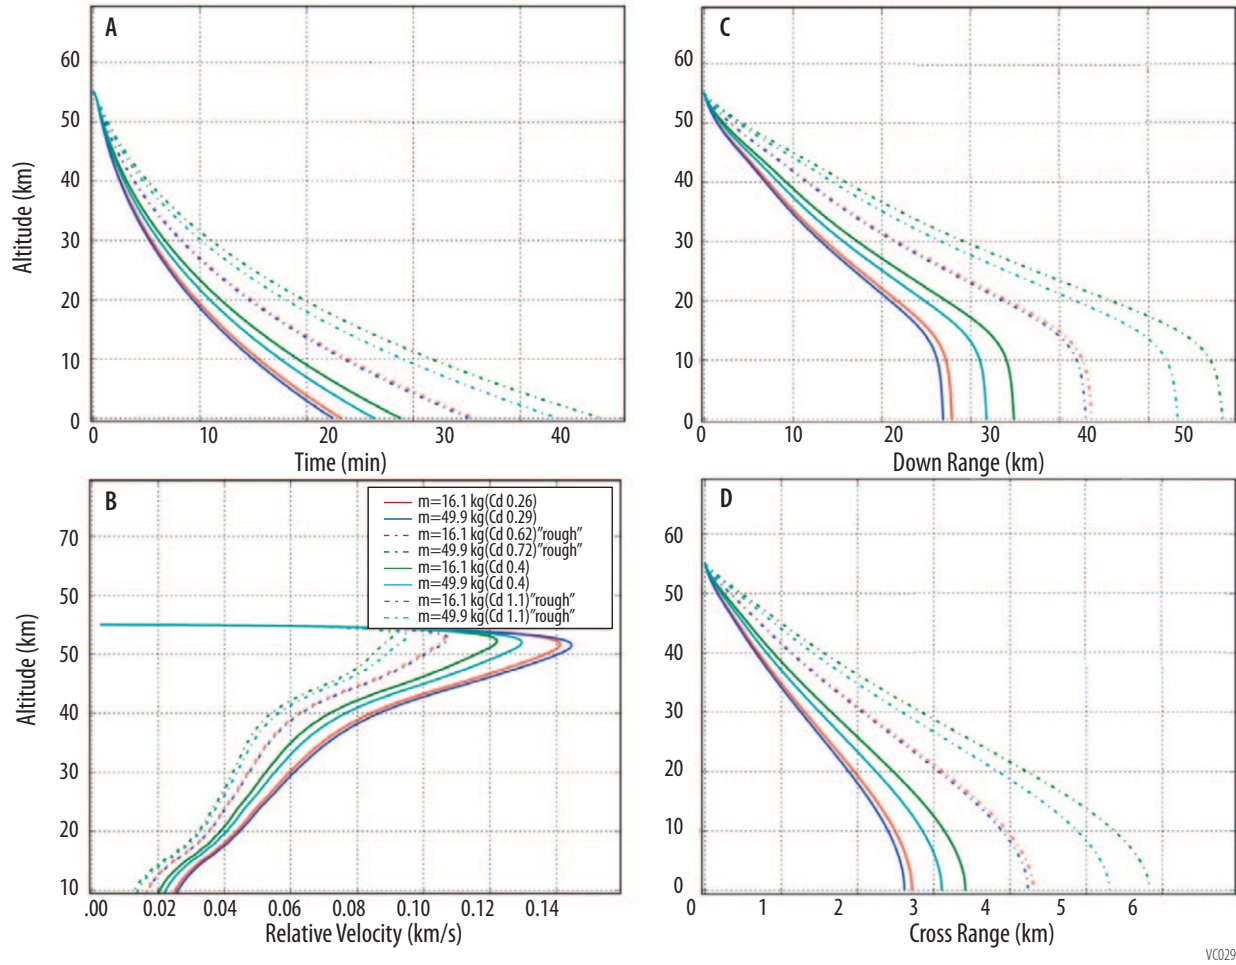 A
60
50
40
30
20
10
0
Altitude (km)
0 10 20 30 40
Time (min)
C
60
50
40
30
20
10
0
0 10 20 30 40 50
Down Range (km)
B
70
50
60
50
40
30
20
10
Altitude (km)
m=16.1 kg(Cd 0.26)
m=49.9 kg(Cd 0.29)
m=16.1 kg(Cd 0.62)”rough”
m=49.9 kg(Cd 0.72)”rough”
m=16.1 kg(Cd 0.4)
m=49.9 kg(Cd 0.4)
m=16.1 kg(Cd 1.1)”rough”
m=49.9 kg(Cd 1.1)”rough”
.00 0.02 0.04 0.06 0.08 0.10 0.12 0.14
Relative Velocity (km/s)
D
60
50
40
30
20
10
0
0 1 2 3 4 5 6
Cross Range (km)
VC029